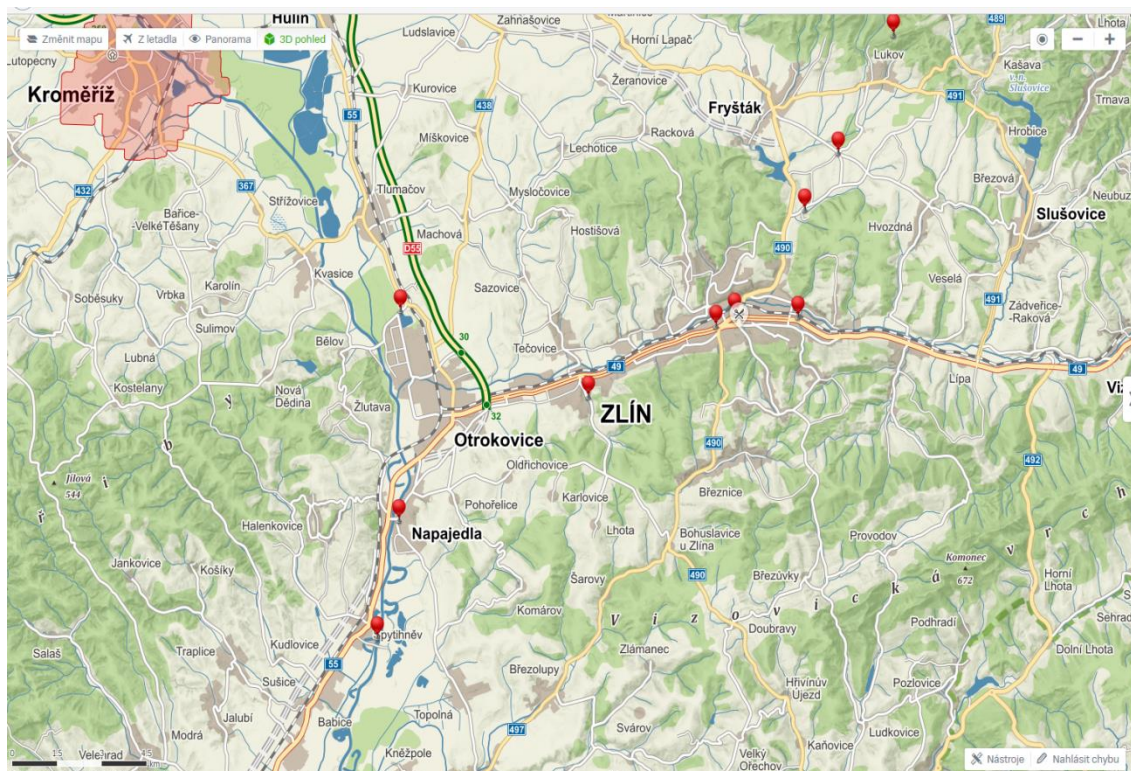 Hulín
Zahnašovice
489
Lhota
Změnit mapu
Z letadla
Panorama
3D pohled
Ludslavice
Horní Lapač
Lukov
Kašava
Lutopecny
Žeranovice
v. n.
Slušovice
Trnava
Kroměříž
Kurovice
438
491
55
Fryšták
Míškovice
Racková
Hrobice
Lechotice
432
367
Tlumačov
Mysločovice
Březová
Neubuz
Střížovice
Bařice-
-VelkéTěšany
Machová
Hostišová
Hvozdná
Slušovice
D55
490
Kvasice
Karolín
Sazovice
Veselá
Soběsuky
Vrbka
491
Zádveřice-
-Raková
Sulimov
Bělov
30
Tečovice
Lubná
49
Kostelany
Nová
Dědina
Žlutava
Lípa
49
ZLÍN
32
Otrokovice
490
492
Oldřichovice
Jílová
544
Karlovice
Březnice
Pohořelice
Halenkovice
Napajedla
Lhota
Bohuslavice
u Zlína
Provodov
Komonec
672
Jankovice
Košíky
Šarovy
490
Březůvky
Horní
Lhota
Komárov
Podhradí
Spytihněv
Doubravy
Salaš
Traplice
Kudlovice
Zlámanec
Dolní Lhota
55
Březolupy
Sušice
Hřivínův
Újezd
Pozlovice
Babice
Topolná
Jalubí
497
Svárov
Ludkovice
Modrá
Kaňovice
Velehrad
Kněžpole
Velký
Ořechov
Nástroje
Nahlásit chybu